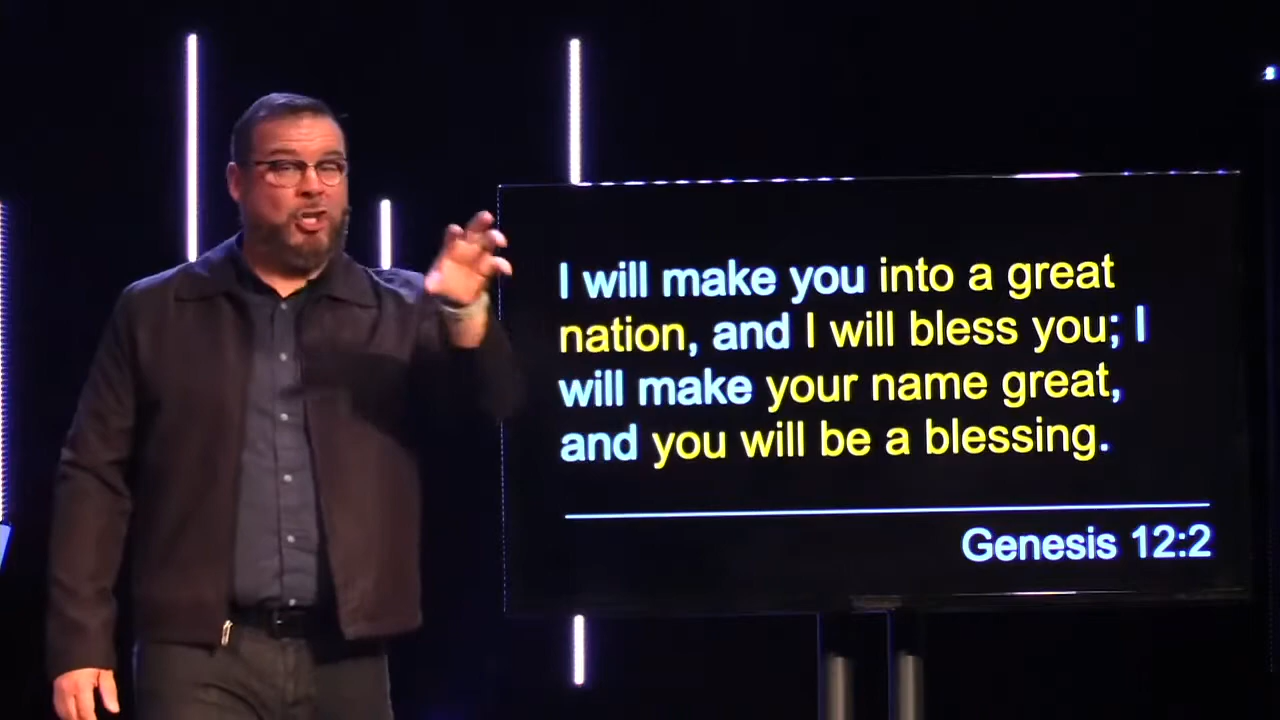 I will make you into a great
nation, and I will bless you; I
will make your name great,
and you will be a blessing.
Genesis 12:2